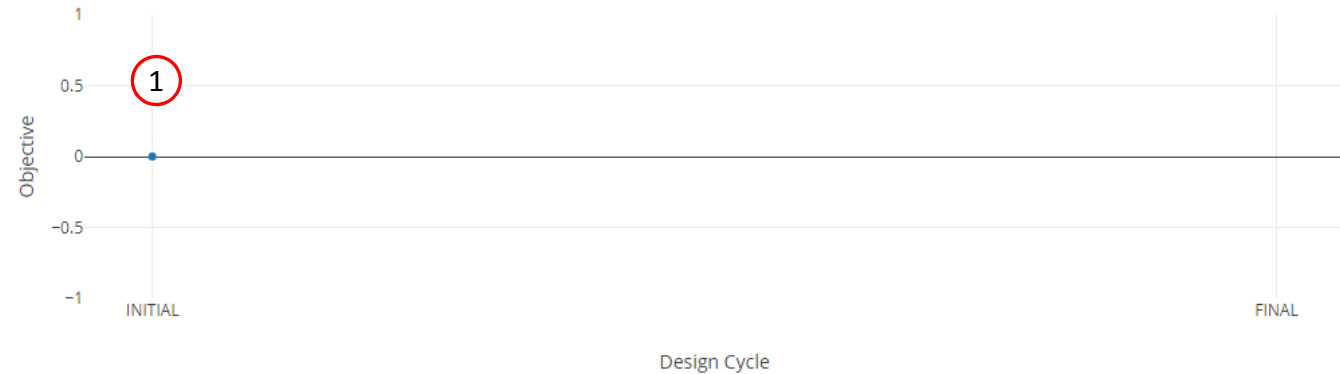 1
1
0.5
Objective
0
−0.5
−1
INITIAL
FINAL
Design Cycle